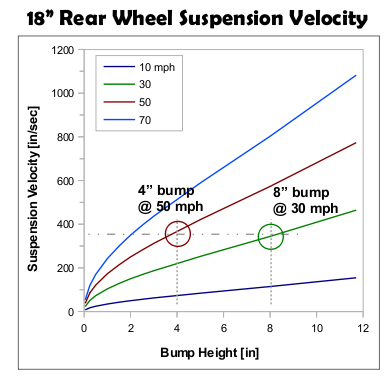 18” Rear Wheel Suspension Velocity
1200
1000
800
600
400
200
0
Suspension Velocity [in/sec]
10 mph
30
50
70
4” bump
@ 50 mph
8” bump
@ 30 mph
0 2 4 6 8 10 12
Bump Height [in]